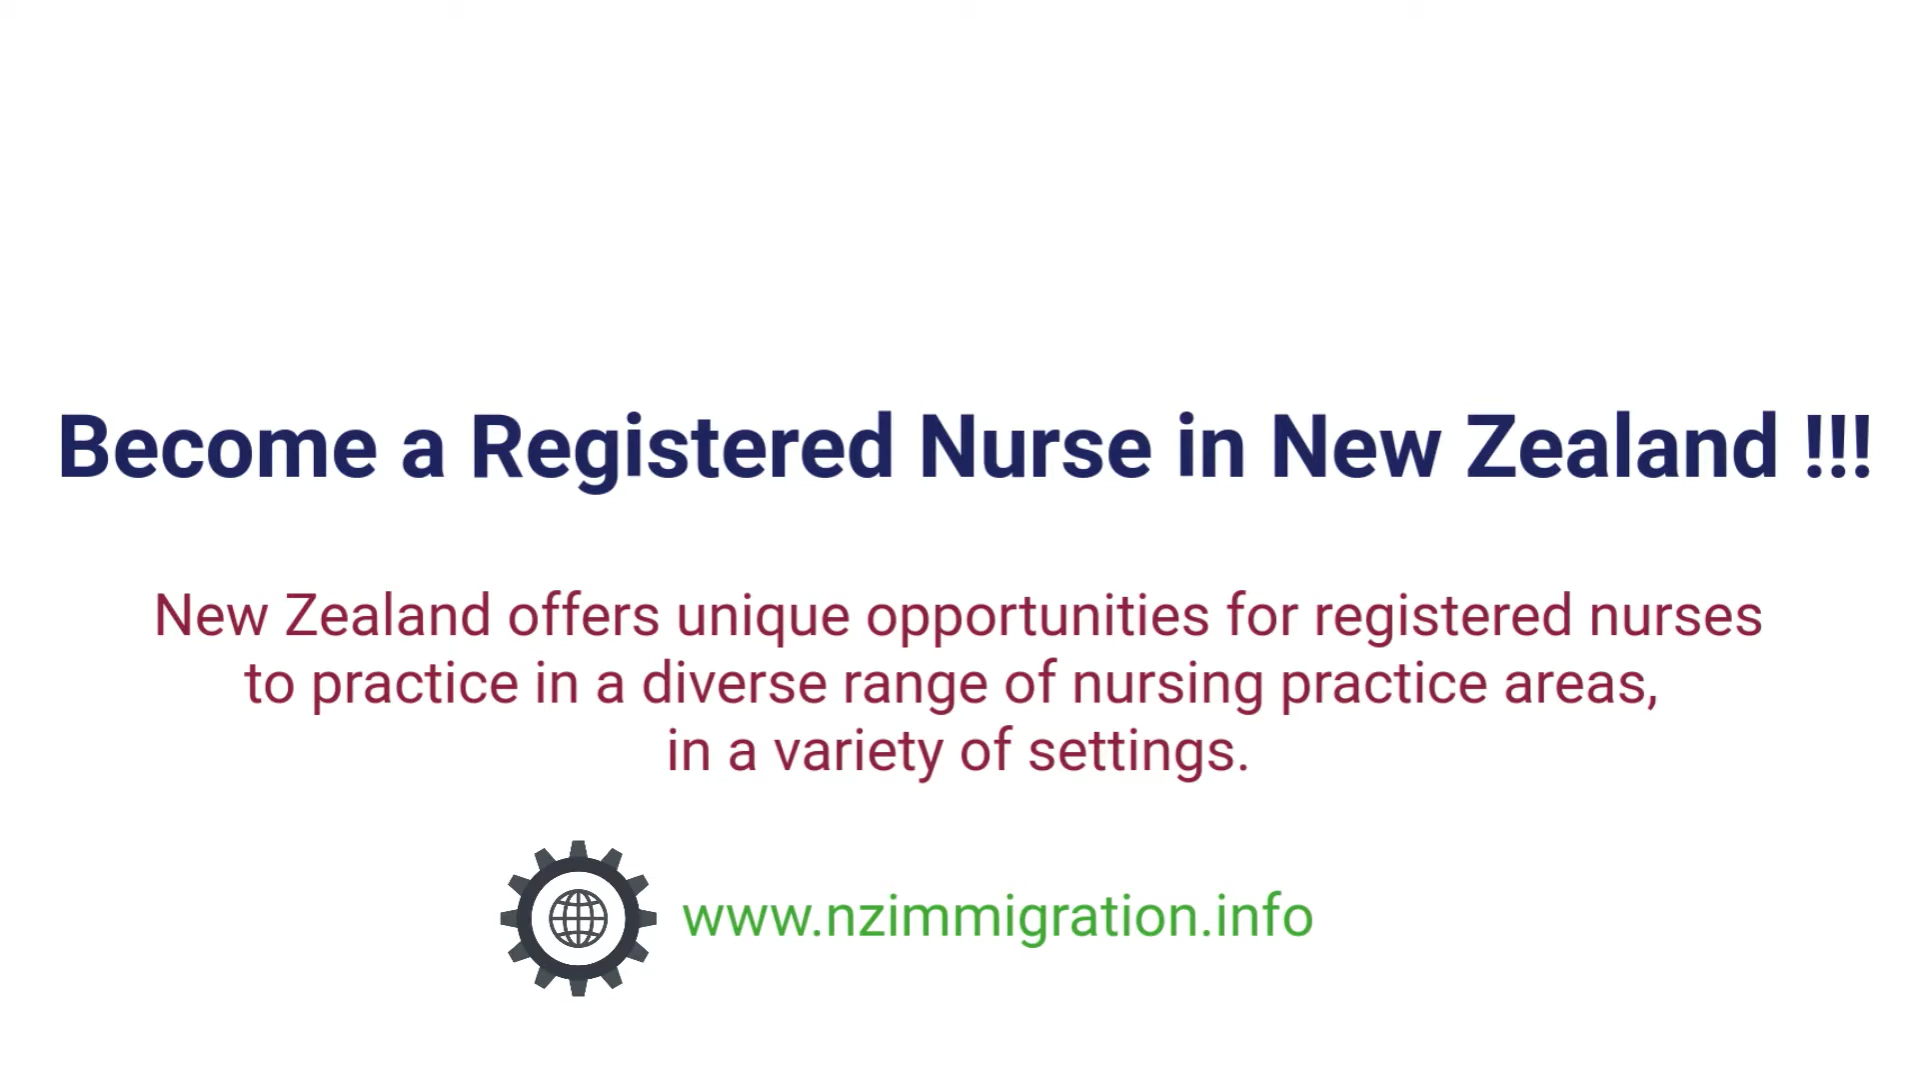 Become a Registered Nurse in New Zealand !!!
New Zealand offers unique opportunities for registered nurses
to practice in a diverse range of nursing practice areas,
in a variety of settings.
www.nzimmigration.info